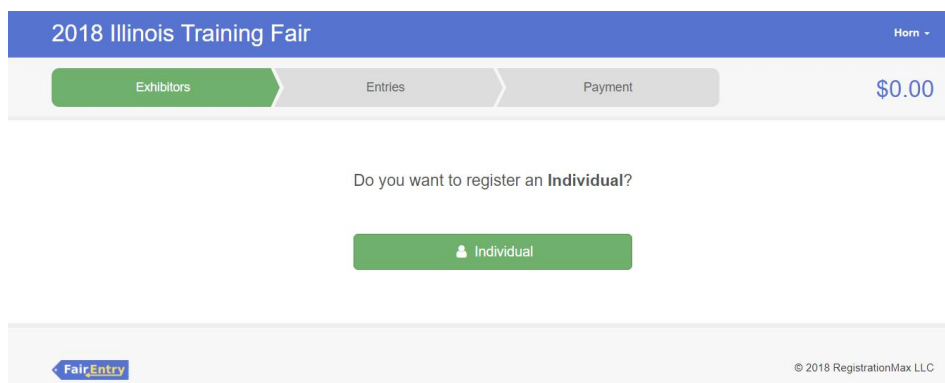 2018 Illinois Training Fair
Horn
Exhibitors
Entries
Payment
$0.00
Do you want to register an Individual?
Individual
FairEntry
© 2018 RegistrationMax LLC